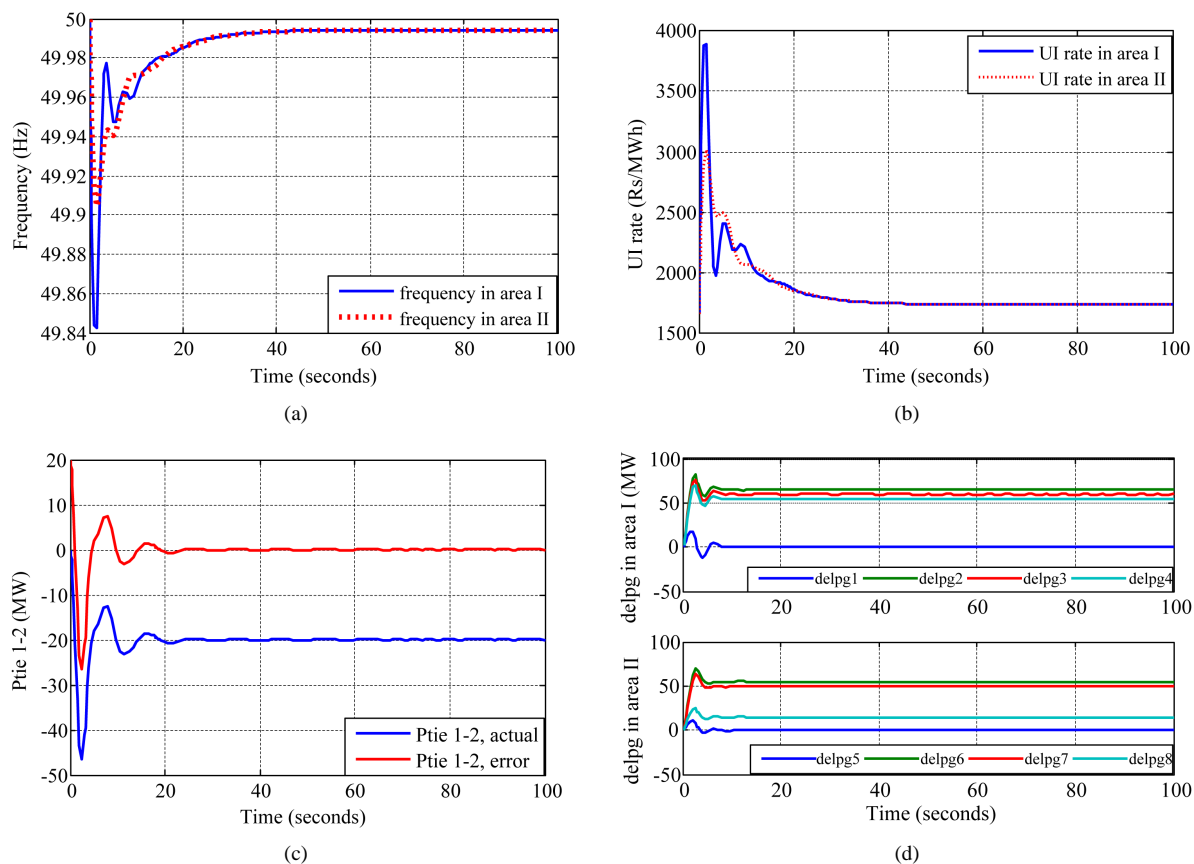 50
49.98
49.96
49.94
49.92
49.9
49.88
49.86
49.84
Frequency (Hz)
frequency in area I
frequency in area II
0 20 40 60 80 100
Time (seconds)
(a)
4000
3500
3000
2500
2000
1500
UI rate (Rs/MWh)
UI rate in area I
UI rate in area II
0 20 40 60 80 100
Time (seconds)
(b)
20
10
0
-10
-20
-30
-40
-50
Ptie 1-2 (MW)
Ptie 1-2, actual
Ptie 1-2, error
0 20 40 60 80 100
Time (seconds)
(c)
100
50
0
-50
delpg in area I (MW
delpg1 delpg2 delpg3 delpg4
0 20 40 60 80 100
100
50
0
-50
delpg in area II
delpg5 delpg6 delpg7 delpg8
0 20 40 60 80 100
Time (seconds)
(d)